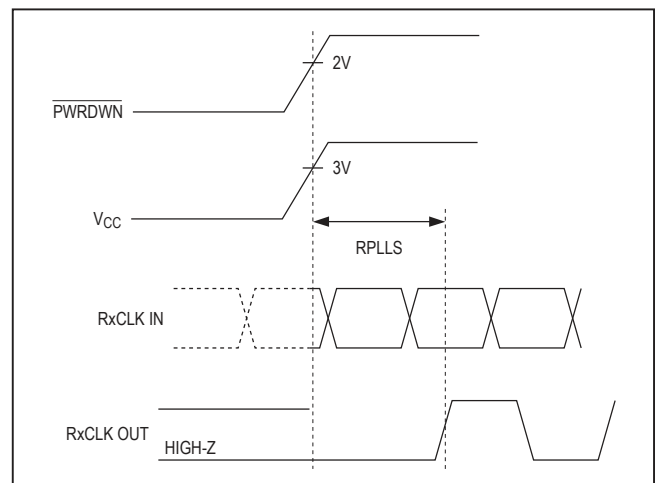 2V
PWRDWN
3V
VCC
RPLLS
RxCLK IN
RxCLK OUT
HIGH-Z